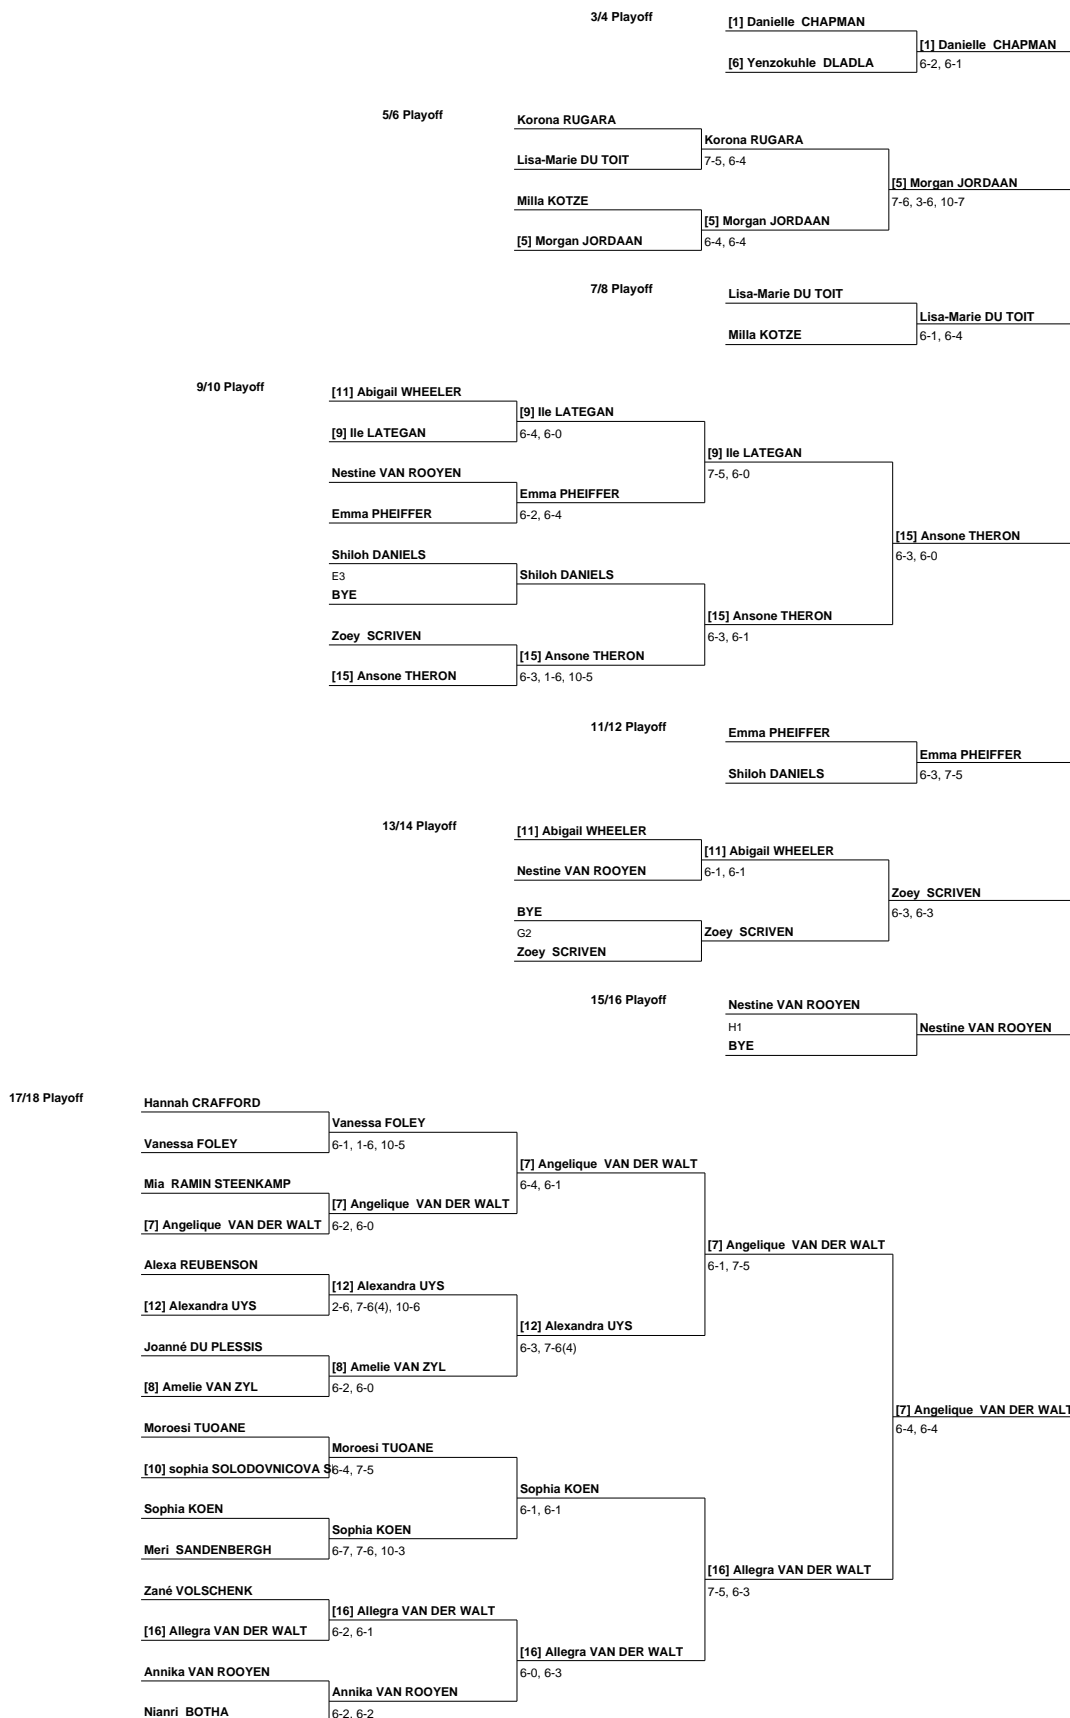 3/4 Playoff
[1] Danielle  CHAPMAN
[1] Danielle  CHAPMAN
[6] Yenzokuhle  DLADLA
6-2, 6-1
5/6 Playoff
Korona RUGARA
Korona RUGARA
Lisa-Marie DU TOIT
7-5, 6-4
[5] Morgan JORDAAN
Milla KOTZE
7-6, 3-6, 10-7
[5] Morgan JORDAAN
[5] Morgan JORDAAN
6-4, 6-4
7/8 Playoff
Lisa-Marie DU TOIT
Lisa-Marie DU TOIT
Milla KOTZE
6-1, 6-4
9/10 Playoff
[11] Abigail WHEELER
[9] Ile LATEGAN
[9] Ile LATEGAN
6-4, 6-0
[9] Ile LATEGAN
Nestine VAN ROOYEN
7-5, 6-0
Emma PHEIFFER
Emma PHEIFFER
6-2, 6-4
[15] Ansone THERON
Shiloh DANIELS
6-3, 6-0
E3
Shiloh DANIELS
BYE
[15] Ansone THERON
Zoey  SCRIVEN
6-3, 6-1
[15] Ansone THERON
[15] Ansone THERON
6-3, 1-6, 10-5
11/12 Playoff
Emma PHEIFFER
Emma PHEIFFER
Shiloh DANIELS
6-3, 7-5
13/14 Playoff
[11] Abigail WHEELER
[11] Abigail WHEELER
Nestine VAN ROOYEN
6-1, 6-1
Zoey  SCRIVEN
BYE
6-3, 6-3
G2
Zoey  SCRIVEN
Zoey  SCRIVEN
15/16 Playoff
Nestine VAN ROOYEN
H1
Nestine VAN ROOYEN
BYE
17/18 Playoff
Hannah CRAFFORD
Vanessa FOLEY
Vanessa FOLEY
6-1, 1-6, 10-5
[7] Angelique  VAN DER WALT
Mia  RAMIN STEENKAMP
6-4, 6-1
[7] Angelique  VAN DER WALT
[7] Angelique  VAN DER WALT
6-2, 6-0
[7] Angelique  VAN DER WALT
Alexa REUBENSON
6-1, 7-5
[12] Alexandra UYS
[12] Alexandra UYS
2-6, 7-6(4), 10-6
[12] Alexandra UYS
Joanné DU PLESSIS
6-3, 7-6(4)
[8] Amelie VAN ZYL
[8] Amelie VAN ZYL
6-2, 6-0
[7] Angelique  VAN DER WALT
Moroesi TUOANE
6-4, 6-4
Moroesi TUOANE
[10] sophia SOLODOVNICOVA S
6-4, 7-5
Sophia KOEN
Sophia KOEN
6-1, 6-1
Sophia KOEN
Meri  SANDENBERGH
6-7, 7-6, 10-3
[16] Allegra VAN DER WALT
Zané VOLSCHENK
7-5, 6-3
[16] Allegra VAN DER WALT
[16] Allegra VAN DER WALT
6-2, 6-1
[16] Allegra VAN DER WALT
Annika VAN ROOYEN
6-0, 6-3
Annika VAN ROOYEN
Nianri  BOTHA
6-2, 6-2